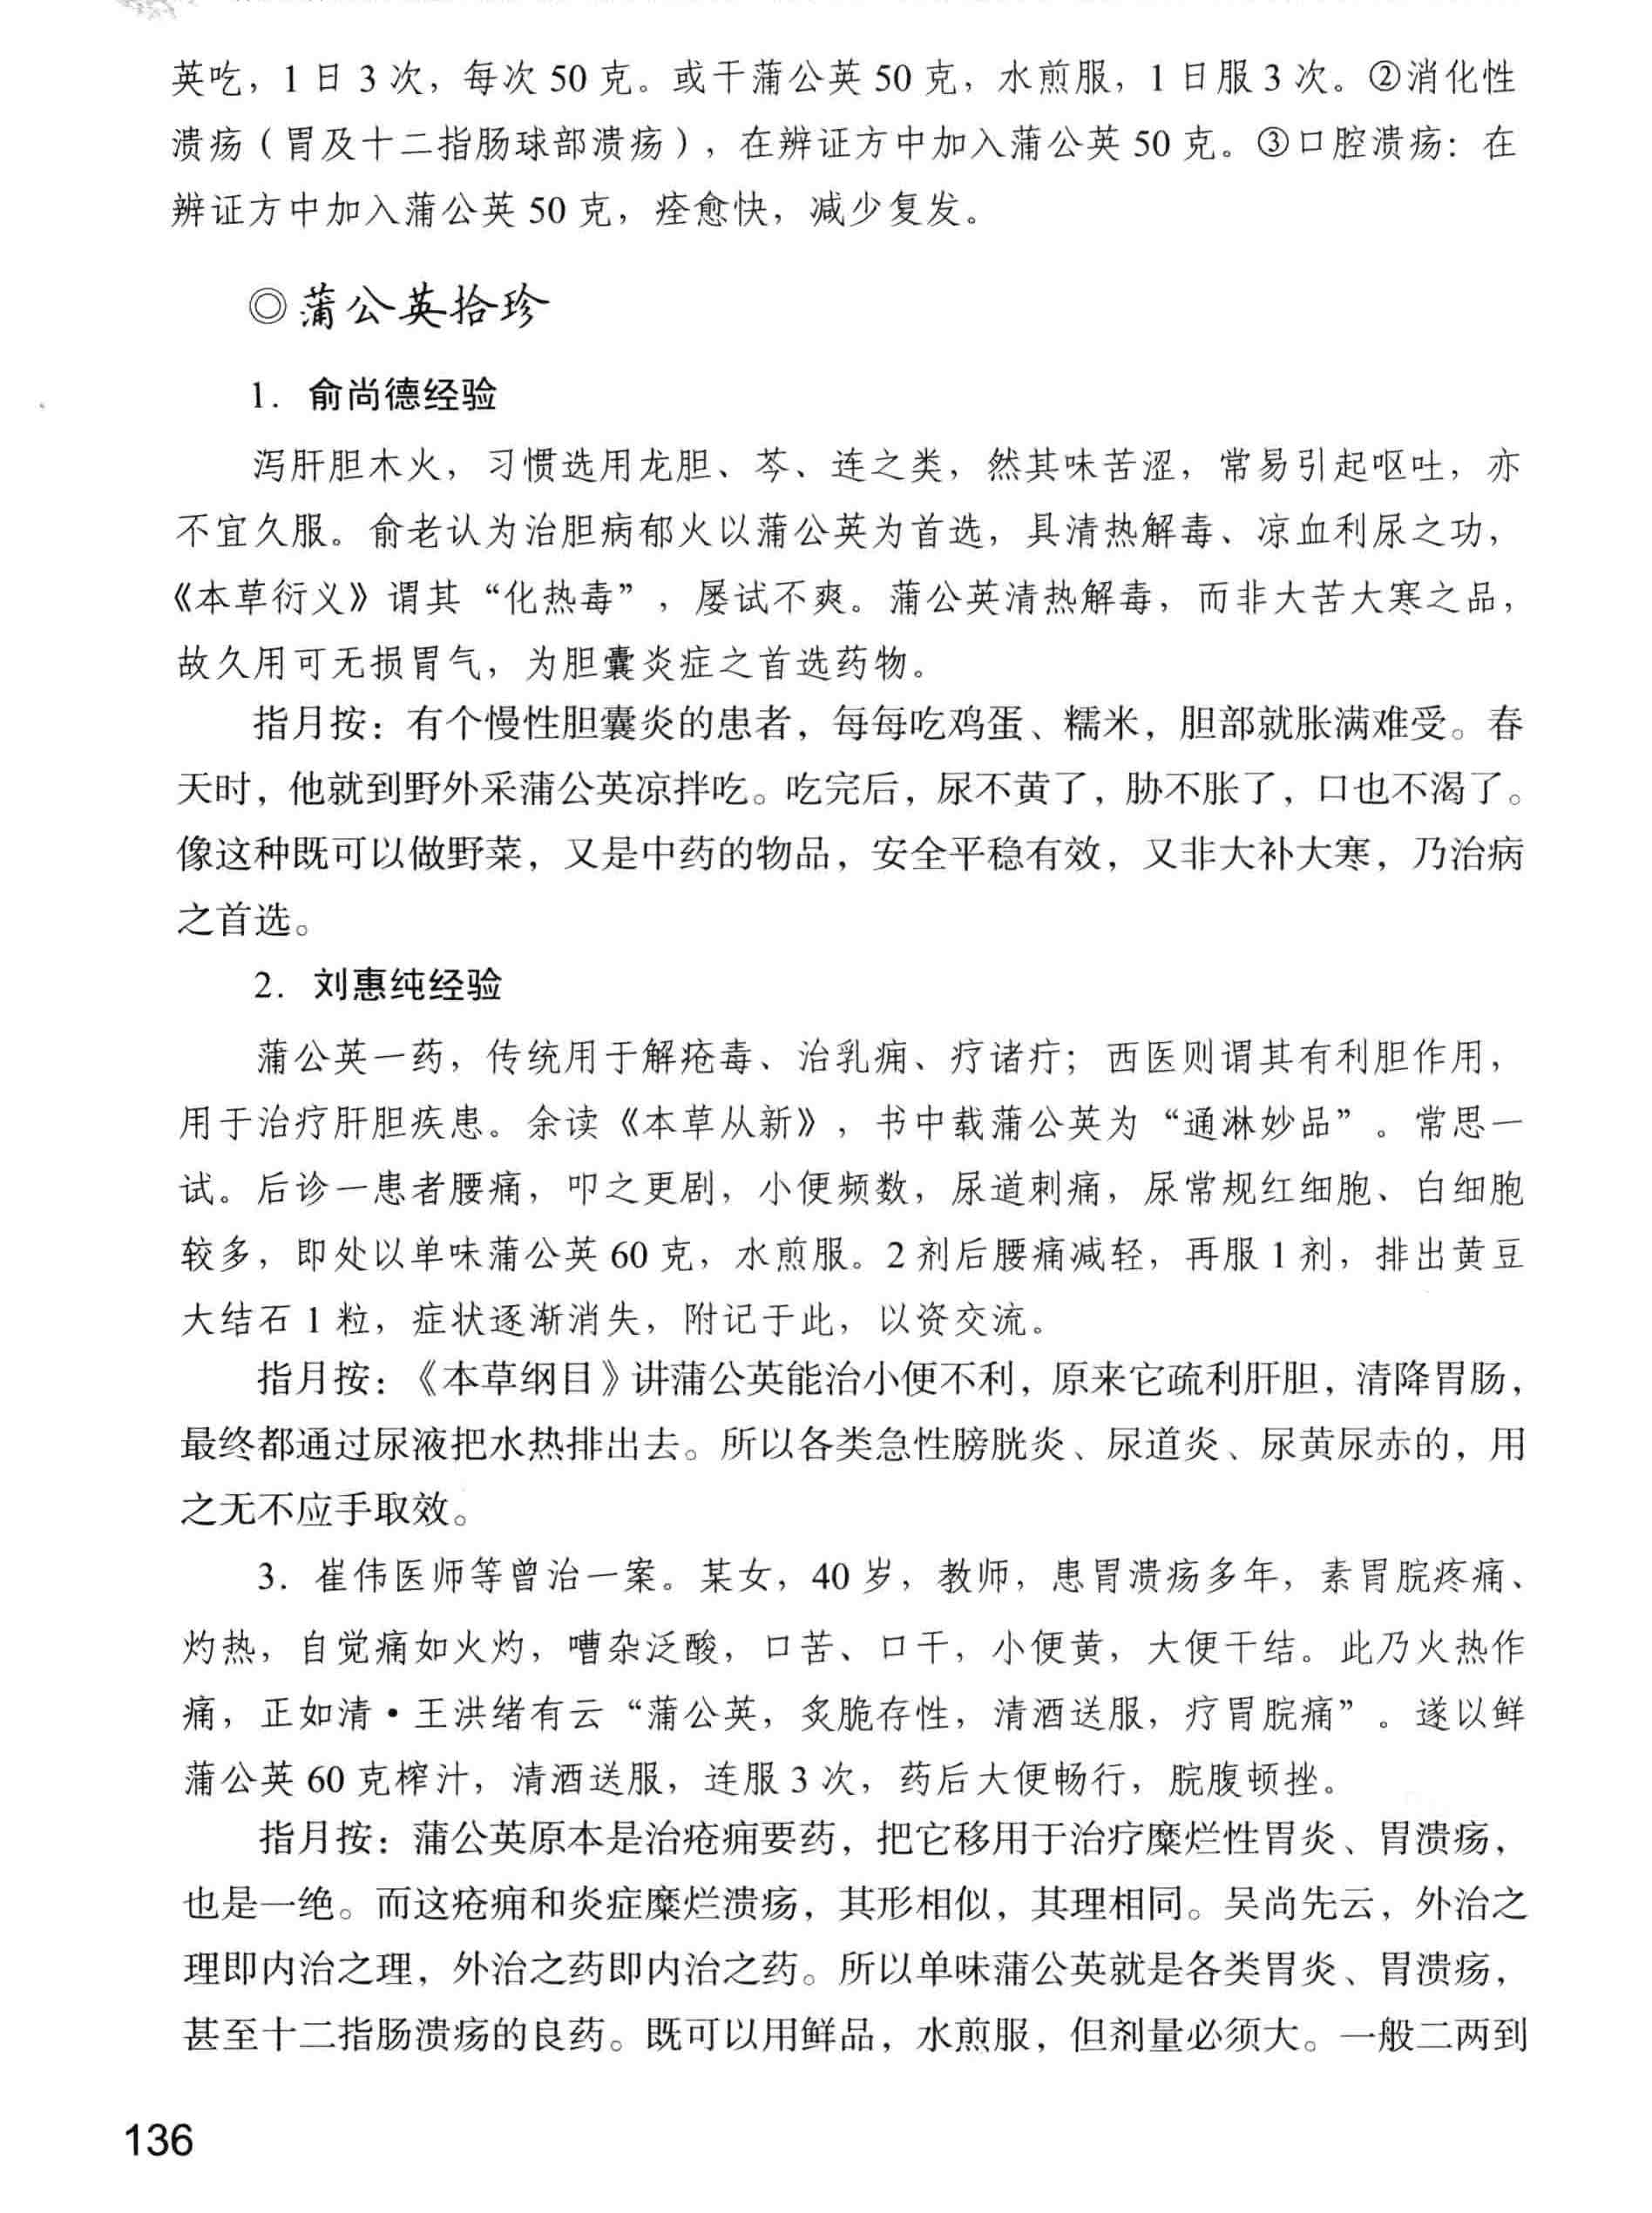 英吃，1日3次，每次50克。或干蒲公英50克，水煎服，1日服3次。②消化性
溃疡（胃及十二指肠球部溃疡），在辨证方中加入蒲公英50克。③口腔溃疡：在
辨证方中加入蒲公英50克，痊愈快，减少复发。
◎蒲公英拾珍
1. 俞尚德经验
泻肝胆木火，习惯选用龙胆、芩、连之类，然其味苦涩，常易引起呕吐，亦
不宜久服。俞老认为治胆病郁火以蒲公英为首选，具清热解毒、凉血利尿之功，
《本草衍义》谓其“化热毒”，屡试不爽。蒲公英清热解毒，而非大苦大寒之品，
故久用可无损胃气，为胆囊炎症之首选药物。
指月按：有个慢性胆囊炎的患者，每每吃鸡蛋、糯米，胆部就胀满难受。春
天时，他就到野外采蒲公英凉拌吃。吃完后，尿不黄了，胁不胀了，口也不渴了。
像这种既可以做野菜，又是中药的物品，安全平稳有效，又非大补大寒，乃治病
之首选。
2. 刘惠纯经验
蒲公英一药，传统用于解疮毒、治乳痈、疗诸疔；西医则谓其有利胆作用，
用于治疗肝胆疾患。余读《本草从新》，书中载蒲公英为“通淋妙品”。常思一
试。后诊一患者腰痛，叩之更剧，小便频数，尿道刺痛，尿常规红细胞、白细胞
较多，即处以单味蒲公英60克，水煎服。2剂后腰痛减轻，再服1剂，排出黄豆
大结石1粒，症状逐渐消失，附记于此，以资交流。
指月按：《本草纲目》讲蒲公英能治小便不利，原来它疏利肝胆，清降胃肠，
最终都通过尿液把水热排出去。所以各类急性膀胱炎、尿道炎、尿黄尿赤的，用
之无不应手取效。
3. 崔伟医师等曾治一案。某女，40岁，教师，患胃溃疡多年，素胃脘疼痛、
灼热，自觉痛如火灼，嘈杂泛酸，口苦、口干，小便黄，大便干结。此乃火热作
痛，正如清·王洪绪有云“蒲公英，炙脆存性，清酒送服，疗胃脘痛”。遂以鲜
蒲公英60克榨汁，清酒送服，连服3次，药后大便畅行，脘腹顿挫。
指月按：蒲公英原本是治疮痈要药，把它移用于治疗糜烂性胃炎、胃溃疡，
也是一绝。而这疮痈和炎症糜烂溃疡，其形相似，其理相同。吴尚先云，外治之
理即内治之理，外治之药即内治之药。所以单味蒲公英就是各类胃炎、胃溃疡，
甚至十二指肠溃疡的良药。既可以用鲜品，水煎服，但剂量必须大。一般二两到
136